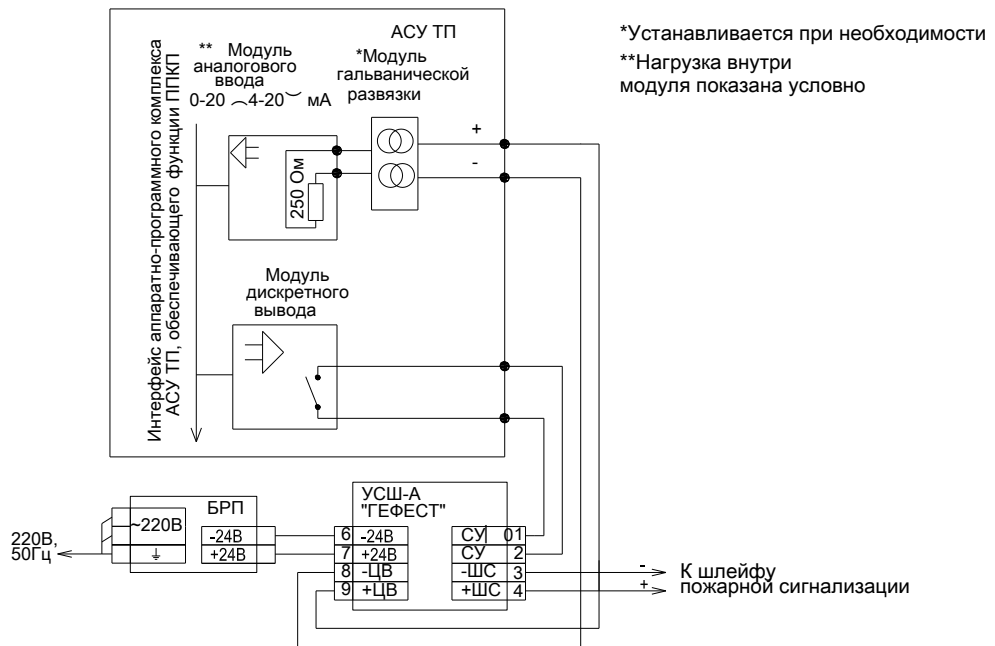 АСУ ТП
** Модуль
аналогового
ввода
0-20 (4-20) мА
*Модуль
гальванической
развязки
*Устанавливается при необходимости
**Нагрузка внутри
модуля показана условно
Интерфейс аппаратно-программного комплекса
АСУ ТП, обеспечивающего функции ППКП
250 Ом
+
-
Модуль
дискретного
вывода
УСШ-А
"ГЕФЕСТ"
БРП
~220В
-24В
+24В
220В,
50Гц
6 -24В
7 +24В
8 -ЦВ
9 +ЦВ
СУ 01
СУ 2
-ШС 3
+ШС 4
-
+
К шлейфу
пожарной сигнализации